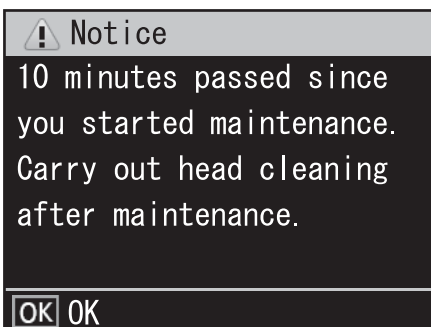 Notice
10 minutes passed since
you started maintenance.
Carry out head cleaning
after maintenance.
OK OK